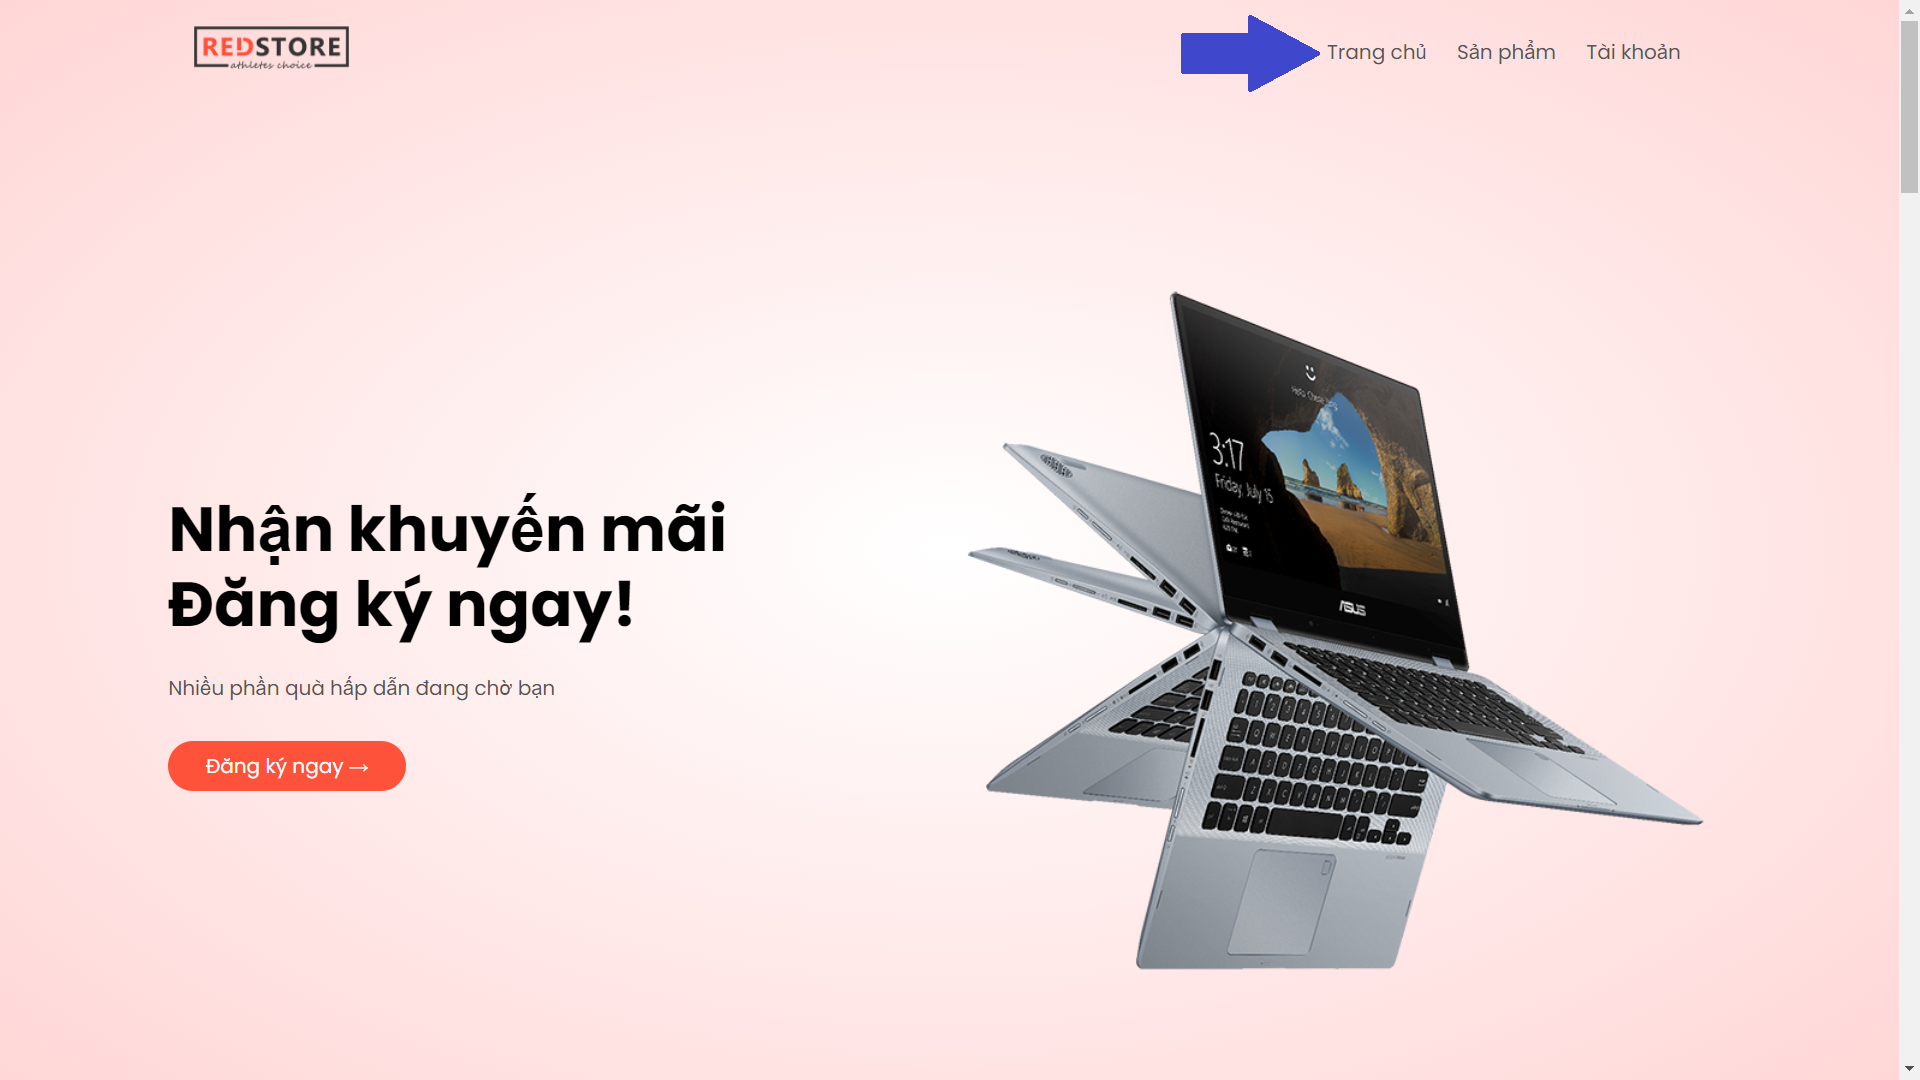 REDSTORE
athletes choice
Trang chủ
Sản phẩm
Tài khoản
Nhận khuyến mãi
Đăng ký ngay!
Nhiều phần quà hấp dẫn đang chờ bạn
Đăng ký ngay →
3:17
Friday, July 15
ASUS